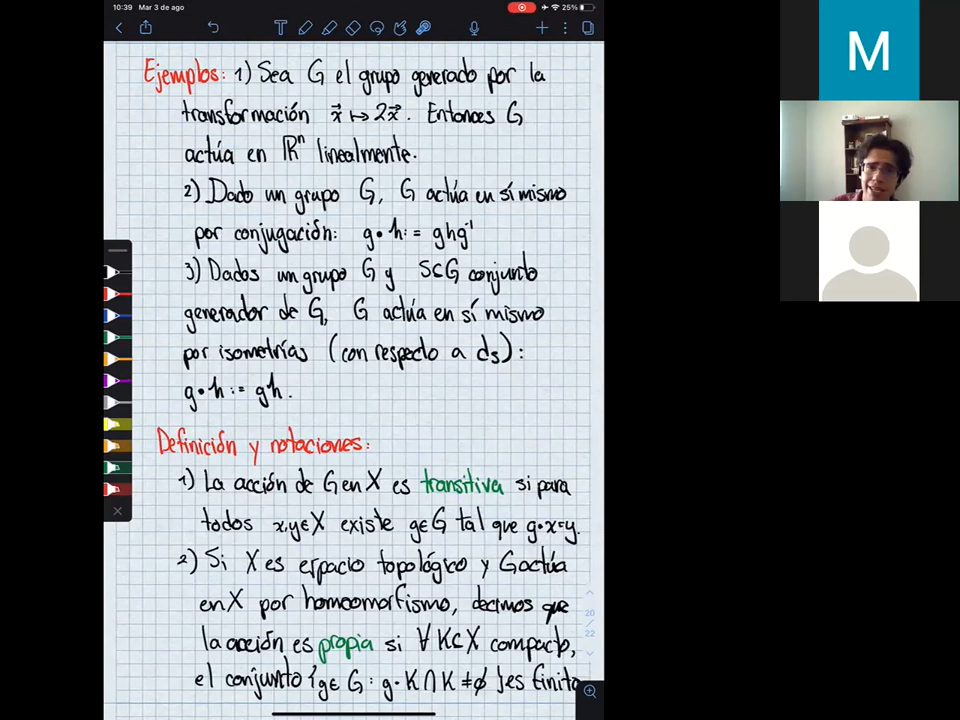 10:39 Mar 3 de ago
25%
Ejemplos: 1) Sea G el grupo generado por la
transformación x⃗ ↦ 2x⃗. Entonces G
actúa en ℝⁿ linealmente.
2) Dado un grupo G, G actúa en sí mismo
por conjugación: g•h := ghg⁻¹
3) Dados un grupo G y S⊂G conjunto
generador de G, G actúa en sí mismo
por isometrías (con respecto a dₛ):
g•h := gh.
Definición y notaciones:
1) La acción de G en X es transitiva si para
todos x,y∈X existe g∈G tal que g•x=y.
2) Si X es espacio topológico y G actúa
en X por homeomorfismo, decimos que
la acción es propia si ∀ K⊂X compacto,
el conjunto {g∈G : g•K∩K≠∅} es finito
20
/
22
M